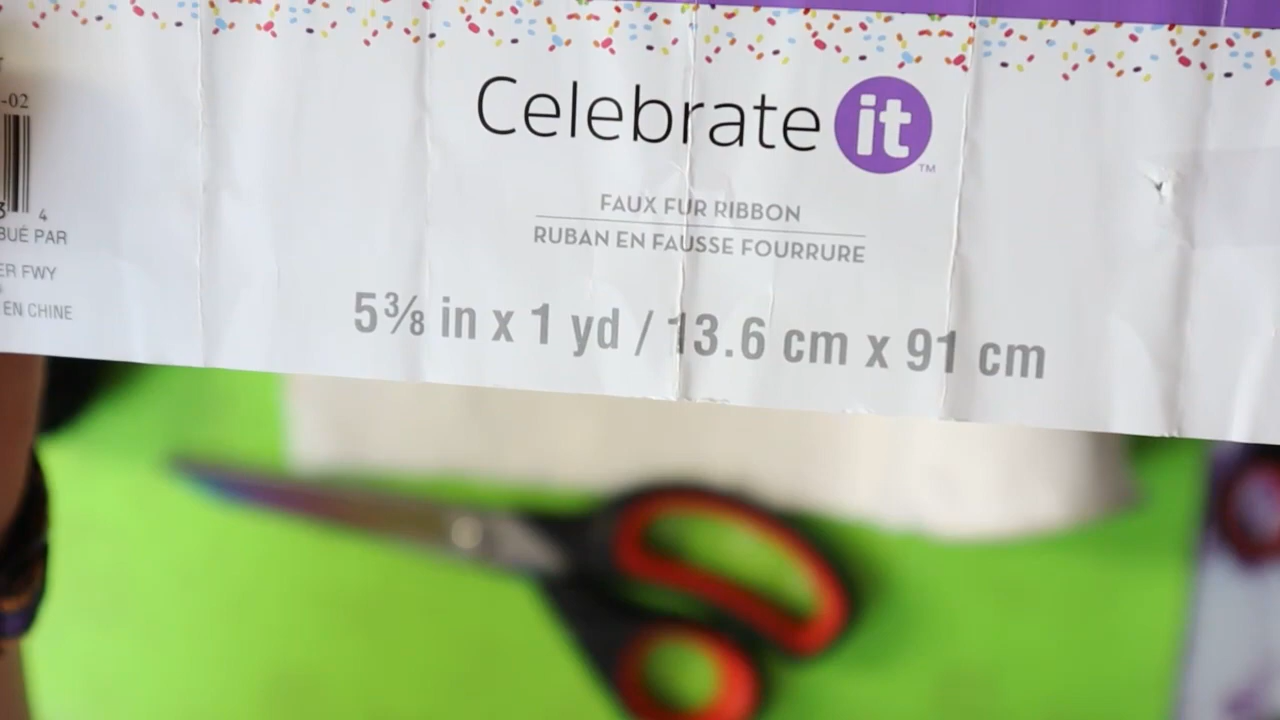 Celebrate it™
FAUX FUR RIBBON
RUBAN EN FAUSSE FOURRURE
5⅜ in x 1 yd / 13.6 cm x 91 cm
-02
4
BUÉ PAR
ER FWY
EN CHINE